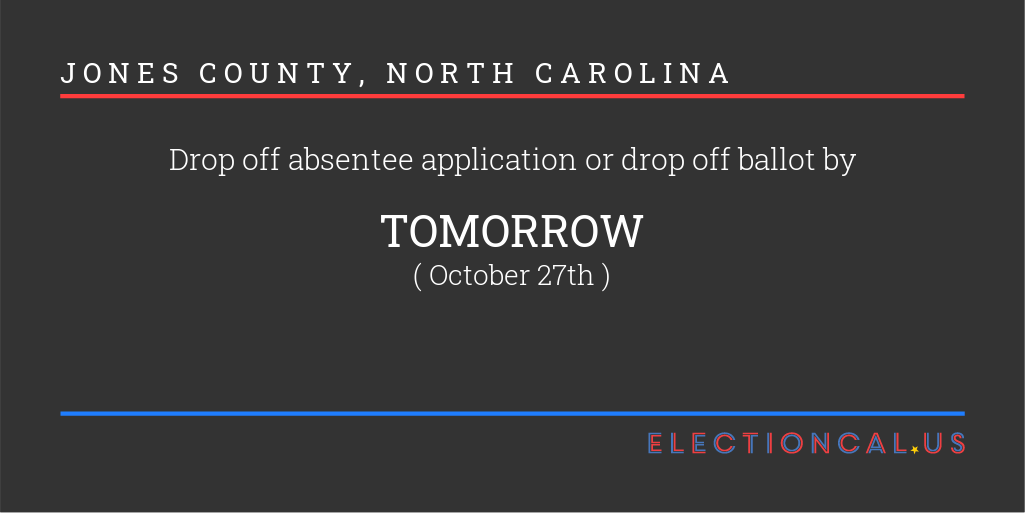 JONES COUNTY, NORTH CAROLINA
Drop off absentee application or drop off ballot by
TOMORROW
( October 27th )
ELECTIONCAL.US